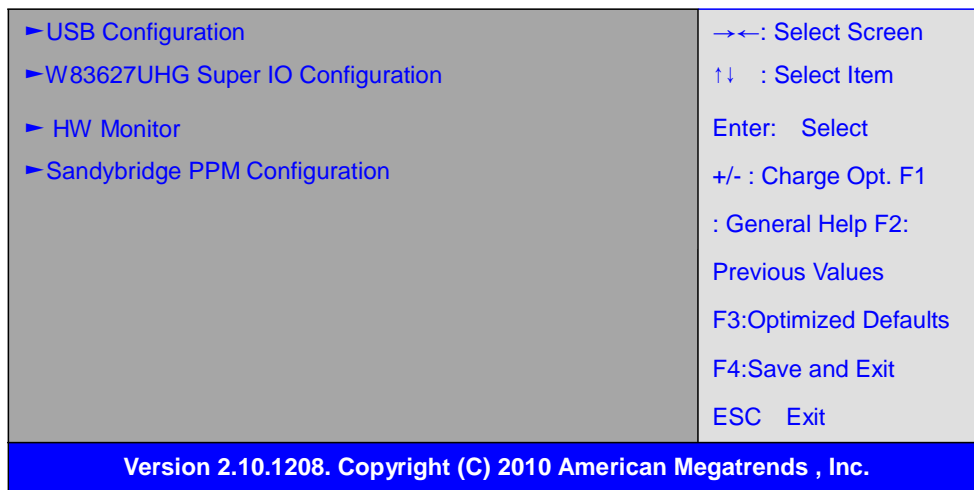 ►USB Configuration
►W83627UHG Super IO Configuration
► HW Monitor
►Sandybridge PPM Configuration
→←: Select Screen
↑↓ : Select Item
Enter: Select
+/- : Charge Opt. F1
: General Help F2:
Previous Values
F3:Optimized Defaults
F4:Save and Exit
ESC Exit
Version 2.10.1208. Copyright (C) 2010 American Megatrends , Inc.